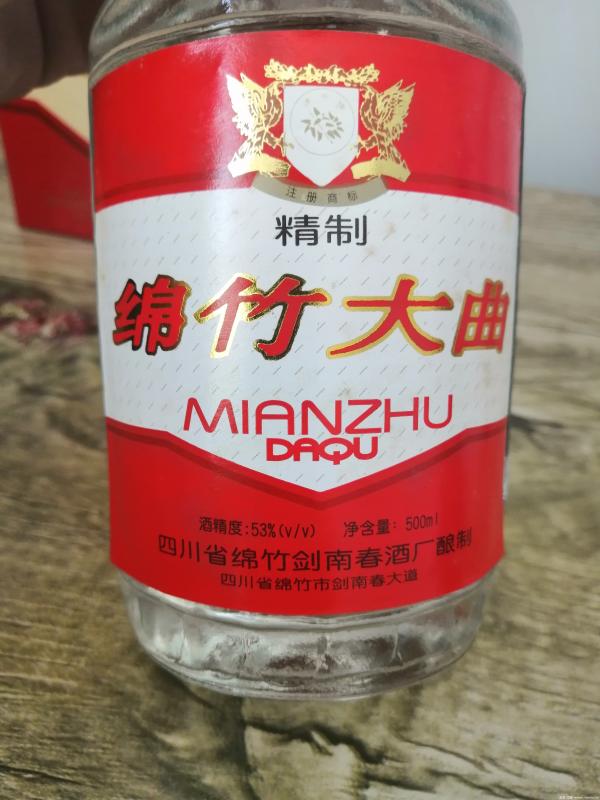 注册商标
精制
绵竹大曲
MIANZHU
DAQU
酒精度:53%(v/v) 净含量:500ml
四川省绵竹剑南春酒厂酿制
四川省绵竹市剑南春大道